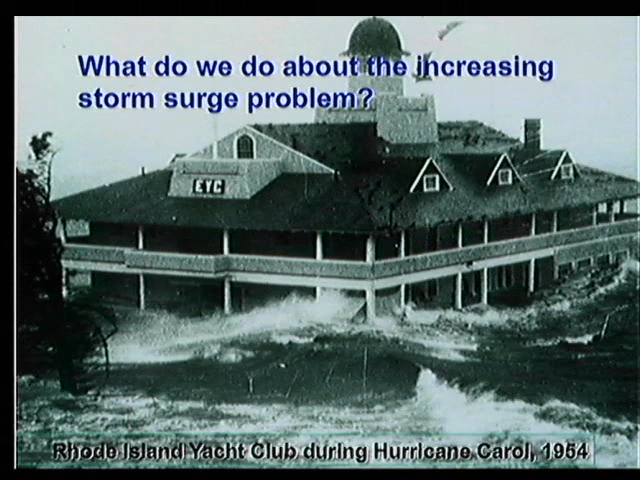 What do we do about the increasing
storm surge problem?
EYC
Rhode Island Yacht Club during Hurricane Carol, 1954